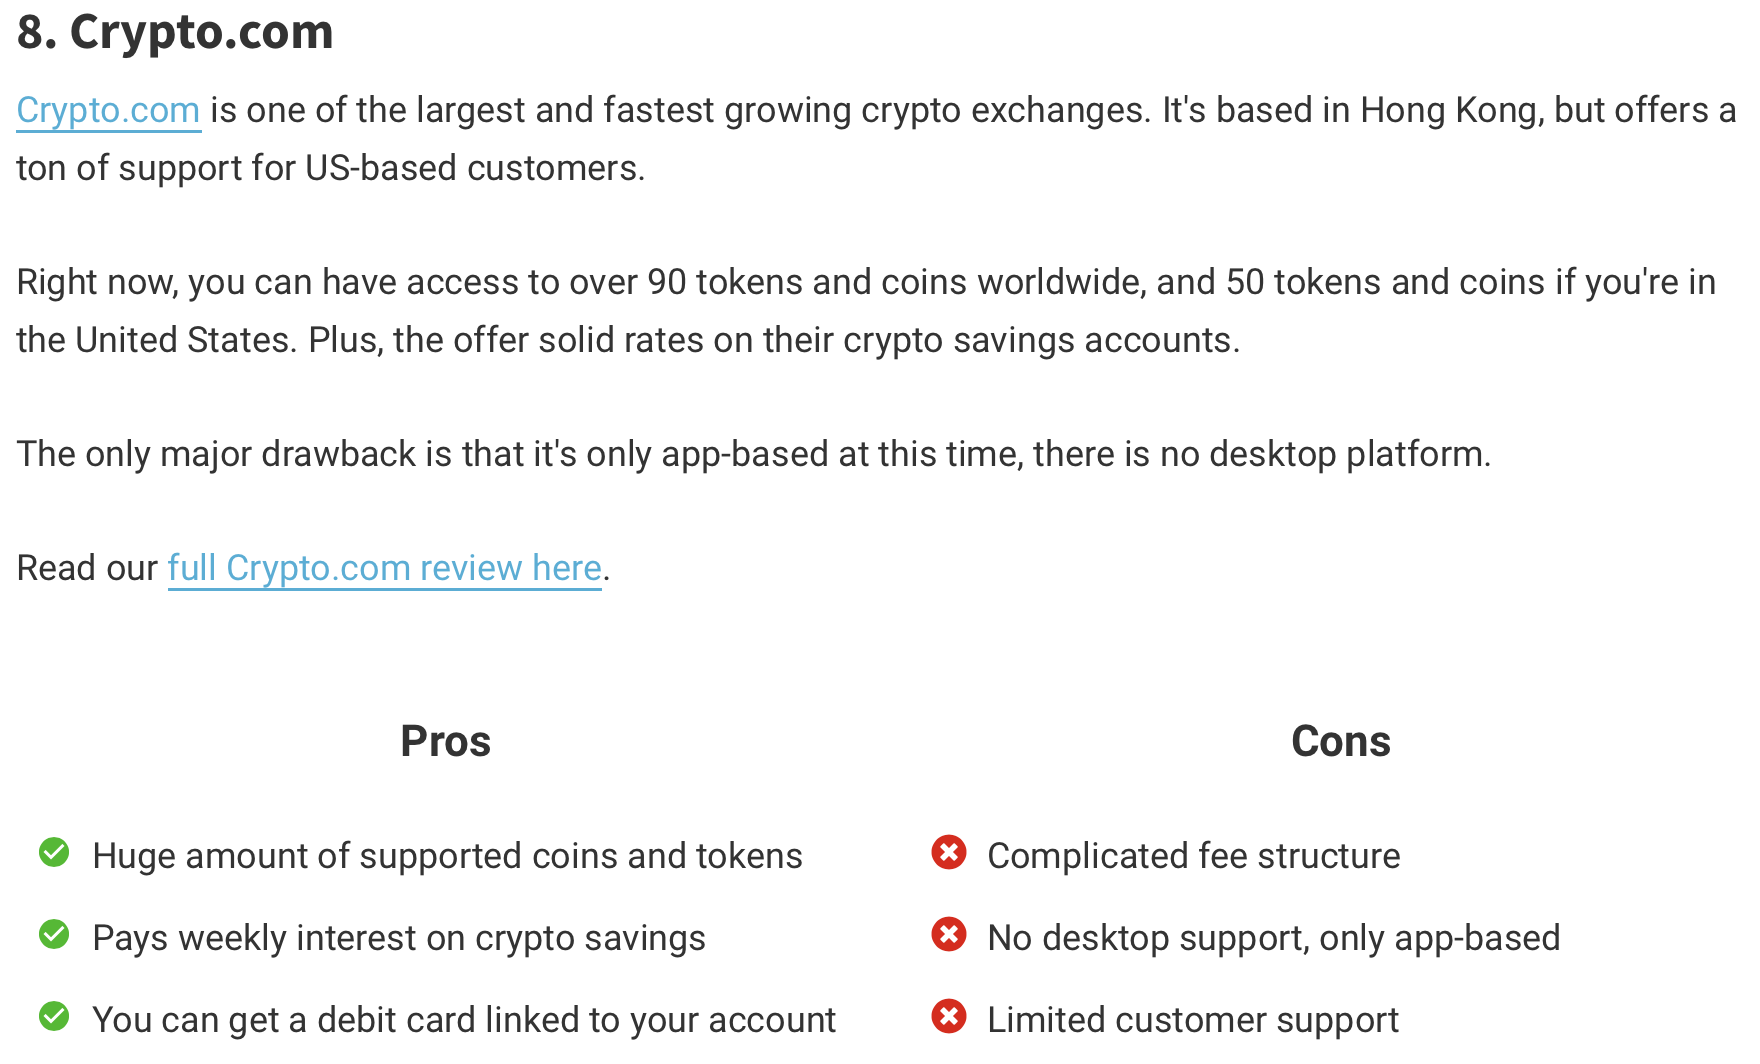 8. Crypto.com
Crypto.com is one of the largest and fastest growing crypto exchanges. It's based in Hong Kong, but offers a
ton of support for US-based customers.
Right now, you can have access to over 90 tokens and coins worldwide, and 50 tokens and coins if you're in
the United States. Plus, the offer solid rates on their crypto savings accounts.
The only major drawback is that it's only app-based at this time, there is no desktop platform.
Read our full Crypto.com review here.
Pros
Huge amount of supported coins and tokens
Pays weekly interest on crypto savings
You can get a debit card linked to your account
Cons
Complicated fee structure
No desktop support, only app-based
Limited customer support